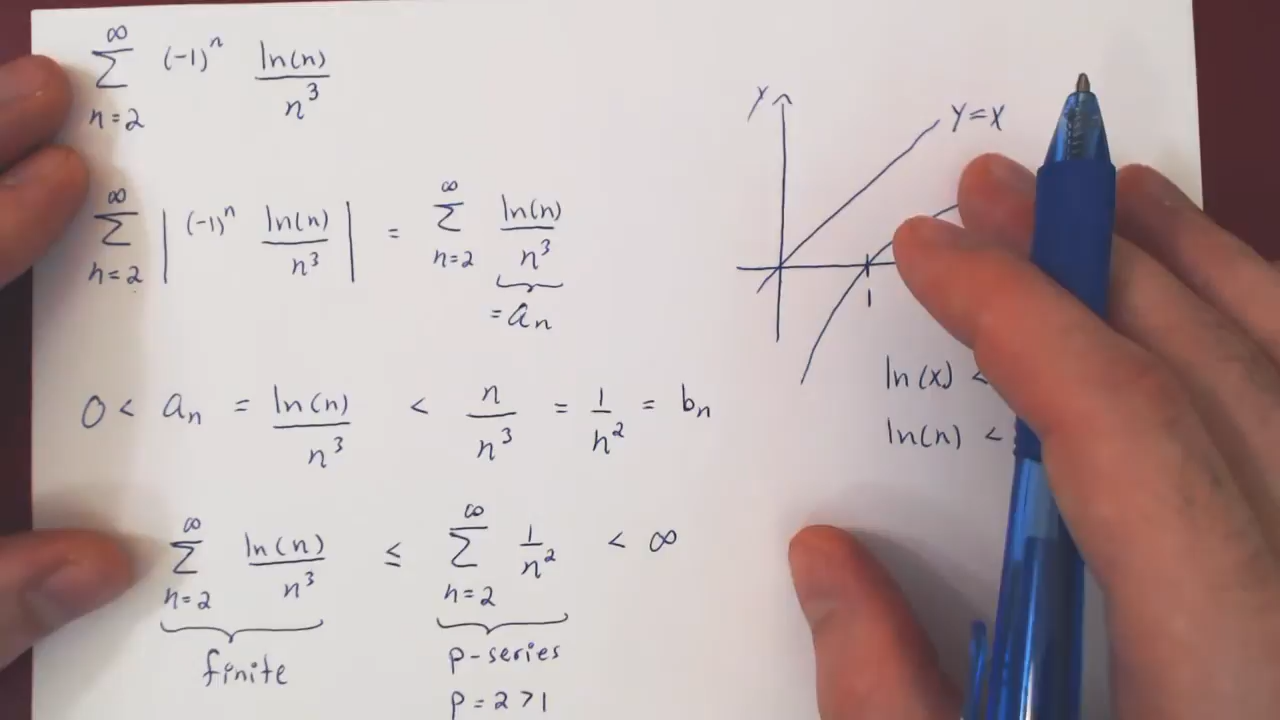 ∞
∑ (-1)^n ln(n)/n^3
n=2
∞ ∞
∑ |(-1)^n ln(n)/n^3| = ∑ ln(n)/n^3
n=2 n=2
= a_n
0 < a_n = ln(n)/n^3 < n/n^3 = 1/n^2 = b_n
∞ ∞
∑ ln(n)/n^3 ≤ ∑ 1/n^2 < ∞
n=2 n=2
finite
p-series
p = 2 > 1
y
y=x
1
ln(x) <
ln(n) <